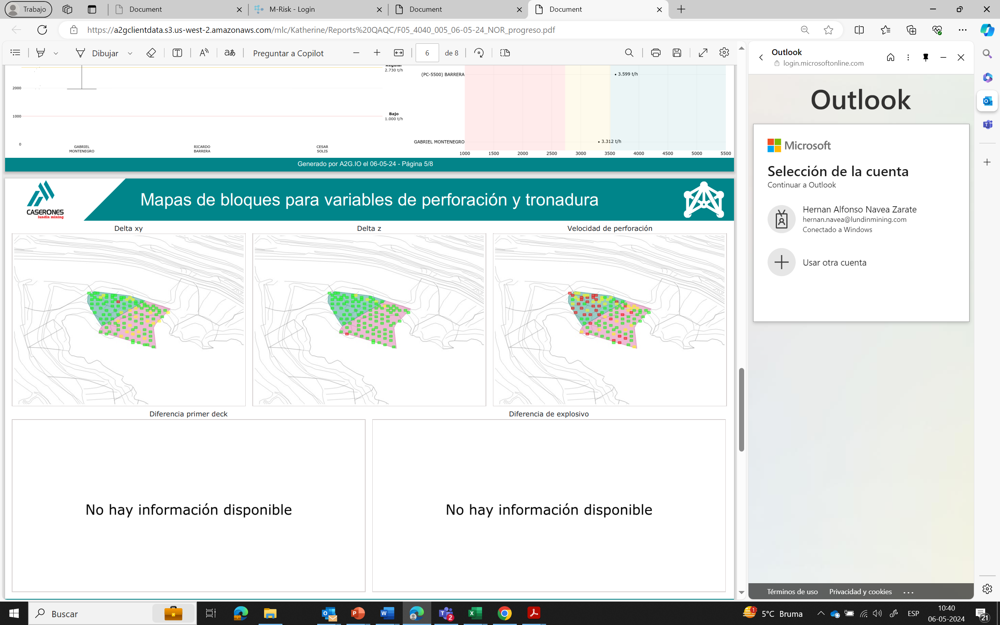 Trabajo
Document
M-Risk - Login
Document
Document
https://a2gclientdata.s3.us-west-2.amazonaws.com/mlc/Katherine/Reports%20QAQC/F05_4040_005_06-05-24_NOR_progreso.pdf
Dibujar
Preguntar a Copilot
6
de 8
Regular
2.730 t/h
2000
1000
Bajo
1.000 t/h
0
GABRIEL
MONTENEGRO
RICARDO
BARRERA
CESAR
SOLIS
(PC-5500) BARRERA
3.599 t/h
GABRIEL MONTENEGRO
3.312 t/h
1000 1500 2000 2500 3000 3500 4000 4500 5000 5500
Generado por A2G.IO el 06-05-24 - Página 5/8
CASERONES
lundin mining
Mapas de bloques para variables de perforación y tronadura
Delta xy
Delta z
Velocidad de perforación
Diferencia primer deck
Diferencia de explosivo
No hay información disponible
No hay información disponible
Outlook
login.microsoftonline.com
Outlook
Microsoft
Selección de la cuenta
Continuar a Outlook
Hernan Alfonso Navea Zarate
hernan.navea@lundinmining.com
Conectado a Windows
Usar otra cuenta
Términos de uso
Privacidad y cookies
...
Buscar
2
1
5°C Bruma
ESP
10:40
06-05-2024
21